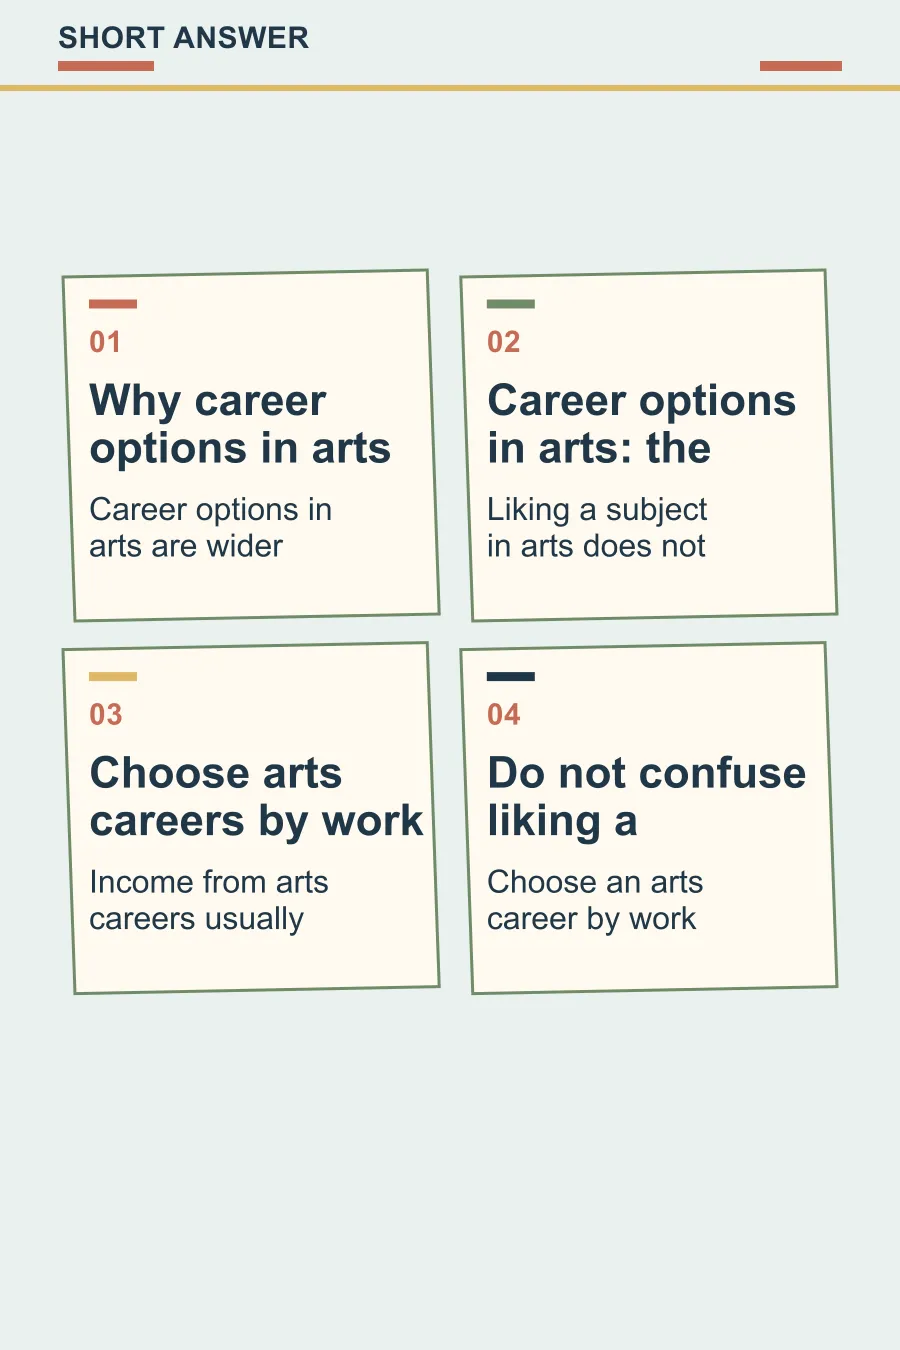 SHORT ANSWER
01
Why career
options in arts
Career options in
arts are wider
02
Career options
in arts: the
Liking a subject
in arts does not
03
Choose arts
careers by work
Income from arts
careers usually
04
Do not confuse
liking a
Choose an arts
career by work